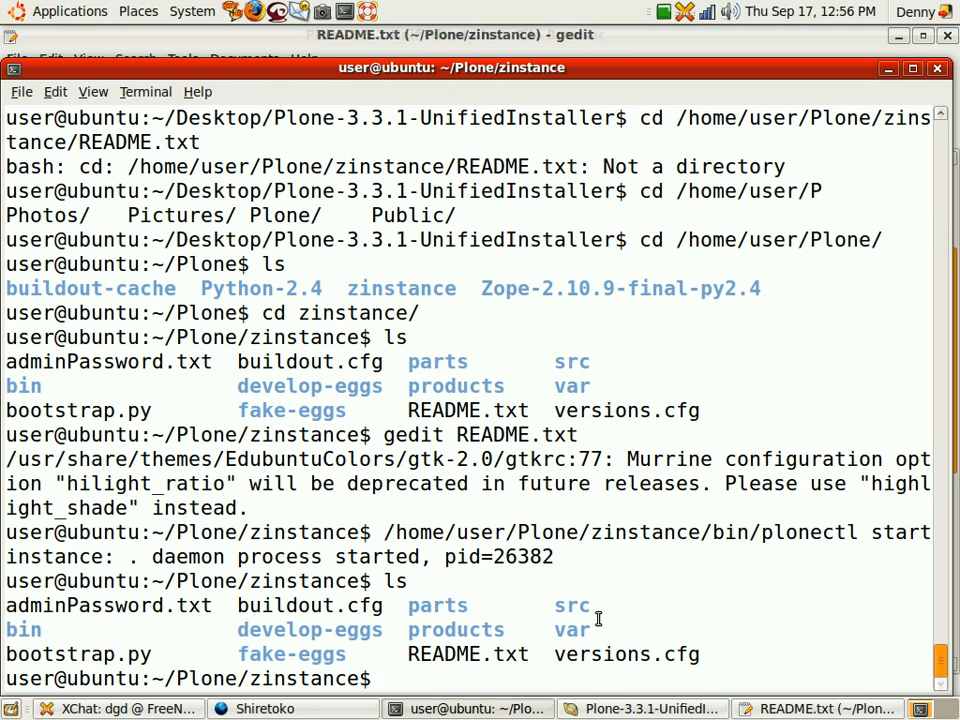 Applications Places System Thu Sep 17, 12:56 PM Denny
README.txt (~/Plone/zinstance) - gedit
File Edit View Search Tools Documents Help
user@ubuntu: ~/Plone/zinstance
File Edit View Terminal Help
user@ubuntu:~/Desktop/Plone-3.3.1-UnifiedInstaller$ cd /home/user/Plone/zins
tance/README.txt
bash: cd: /home/user/Plone/zinstance/README.txt: Not a directory
user@ubuntu:~/Desktop/Plone-3.3.1-UnifiedInstaller$ cd /home/user/P
Photos/ Pictures/ Plone/ Public/
user@ubuntu:~/Desktop/Plone-3.3.1-UnifiedInstaller$ cd /home/user/Plone/
user@ubuntu:~/Plone$ ls
buildout-cache Python-2.4 zinstance Zope-2.10.9-final-py2.4
user@ubuntu:~/Plone$ cd zinstance/
user@ubuntu:~/Plone/zinstance$ ls
adminPassword.txt buildout.cfg parts src
bin develop-eggs products var
bootstrap.py fake-eggs README.txt versions.cfg
user@ubuntu:~/Plone/zinstance$ gedit README.txt
/usr/share/themes/EdubuntuColors/gtk-2.0/gtkrc:77: Murrine configuration opt
ion "hilight_ratio" will be deprecated in future releases. Please use "highl
ight_shade" instead.
user@ubuntu:~/Plone/zinstance$ /home/user/Plone/zinstance/bin/plonectl start
instance: . daemon process started, pid=26382
user@ubuntu:~/Plone/zinstance$ ls
adminPassword.txt buildout.cfg parts src
bin develop-eggs products var
bootstrap.py fake-eggs README.txt versions.cfg
user@ubuntu:~/Plone/zinstance$
XChat: dgd @ FreeN... Shiretoko user@ubuntu: ~/Plo... Plone-3.3.1-UnifiedI... README.txt (~/Plon...